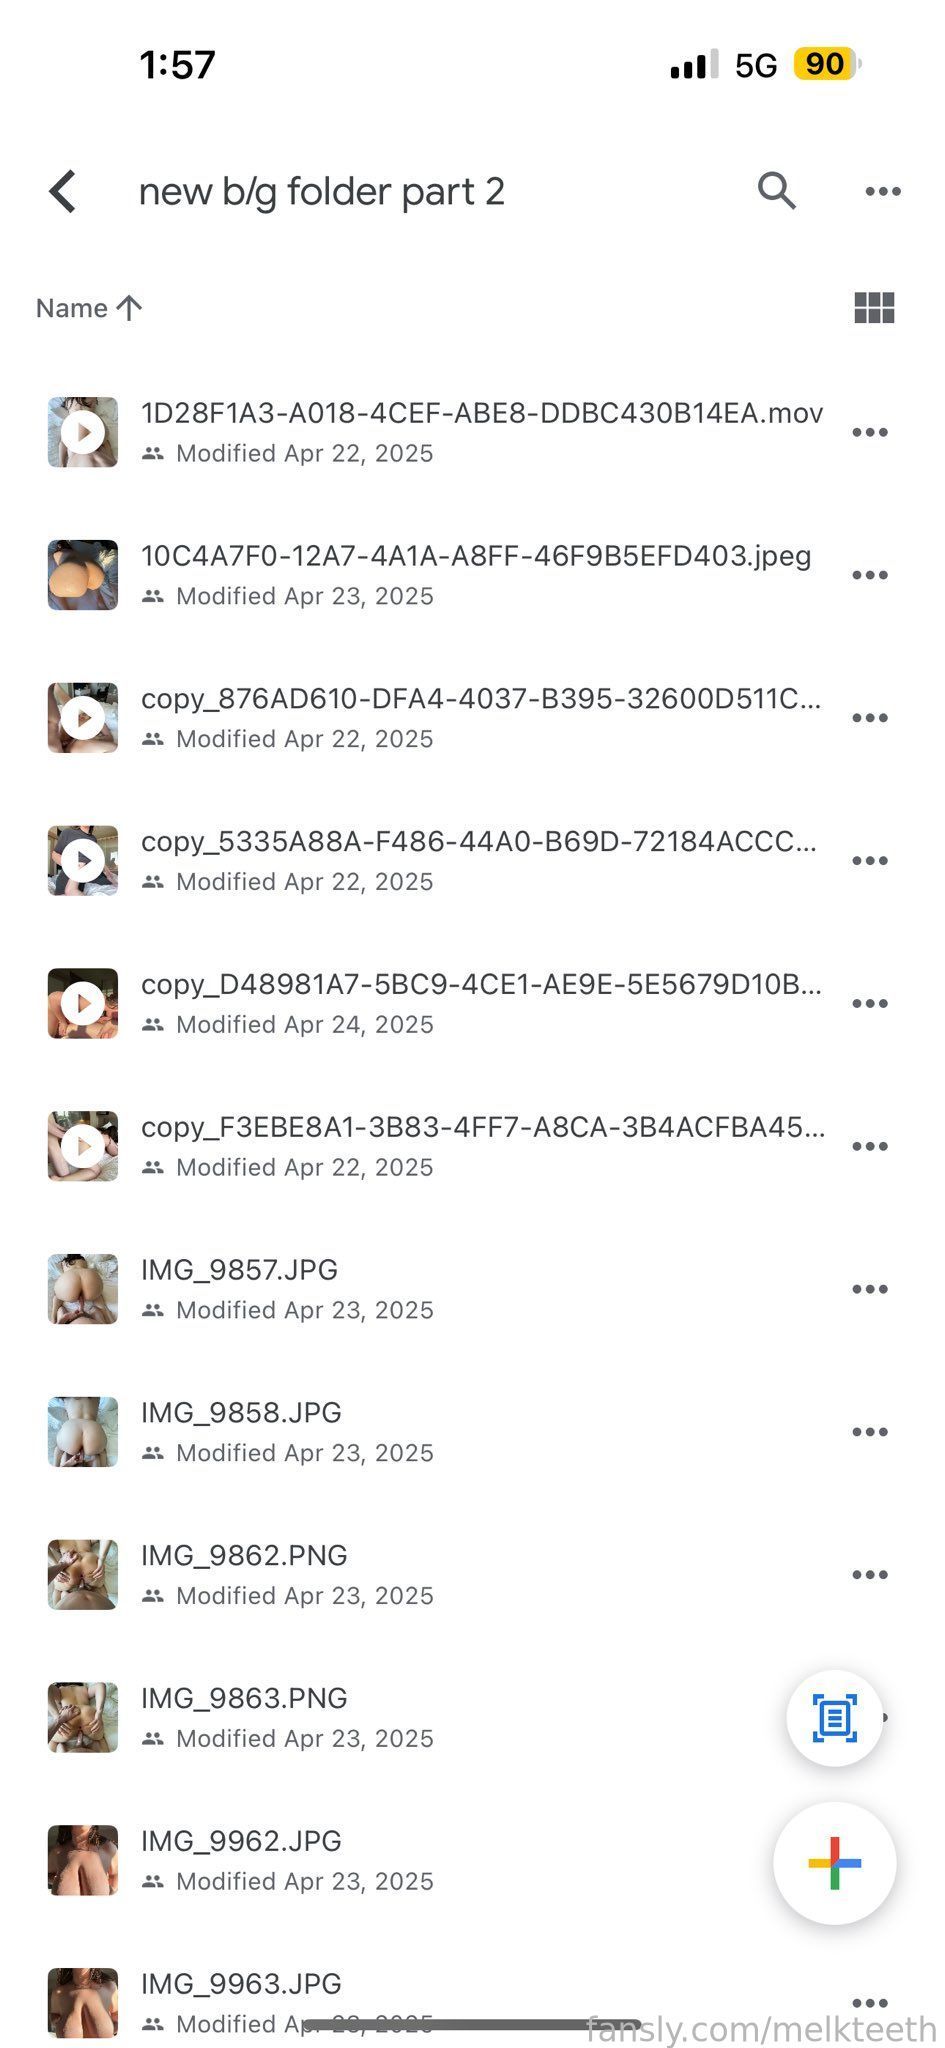 1:57
5G 90
new b/g folder part 2
Name
1D28F1A3-A018-4CEF-ABE8-DDBC430B14EA.mov
Modified Apr 22, 2025
10C4A7F0-12A7-4A1A-A8FF-46F9B5EFD403.jpeg
Modified Apr 23, 2025
copy_876AD610-DFA4-4037-B395-32600D511C...
Modified Apr 22, 2025
copy_5335A88A-F486-44A0-B69D-72184ACCC...
Modified Apr 22, 2025
copy_D48981A7-5BC9-4CE1-AE9E-5E5679D10B...
Modified Apr 24, 2025
copy_F3EBE8A1-3B83-4FF7-A8CA-3B4ACFBA45...
Modified Apr 22, 2025
IMG_9857.JPG
Modified Apr 23, 2025
IMG_9858.JPG
Modified Apr 23, 2025
IMG_9862.PNG
Modified Apr 23, 2025
IMG_9863.PNG
Modified Apr 23, 2025
IMG_9962.JPG
Modified Apr 23, 2025
IMG_9963.JPG
Modified Apr 23, 2025
fansly.com/melkteeth